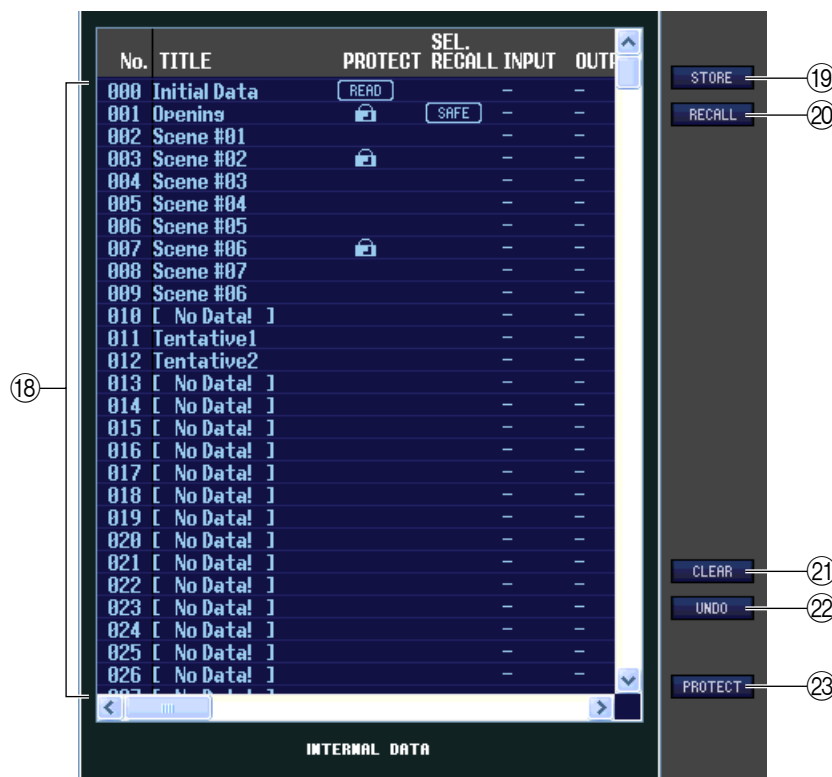 No. TITLE PROTECT SEL. RECALL INPUT OUTP
000 Initial Data READ – –
001 Opening SAFE – –
002 Scene #01 – –
003 Scene #02 – –
004 Scene #03 – –
005 Scene #04 – –
006 Scene #05 – –
007 Scene #06 – –
008 Scene #07 – –
009 Scene #06 – –
010 [ No Data! ] – –
011 Tentative1 – –
012 Tentative2 – –
013 [ No Data! ] – –
014 [ No Data! ] – –
015 [ No Data! ] – –
016 [ No Data! ] – –
017 [ No Data! ] – –
018 [ No Data! ] – –
019 [ No Data! ] – –
020 [ No Data! ] – –
021 [ No Data! ] – –
022 [ No Data! ] – –
023 [ No Data! ] – –
024 [ No Data! ] – –
025 [ No Data! ] – –
026 [ No Data! ] – –
INTERNAL DATA
⑱
STORE ⑲
RECALL ⑳
CLEAR ㉑
UNDO ㉒
PROTECT ㉓